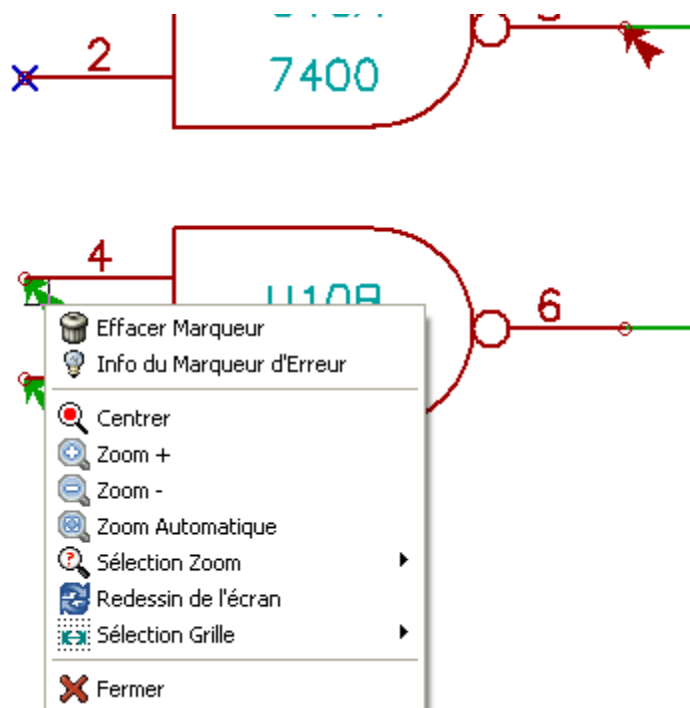 2
7400
4
6
Effacer Marqueur
Info du Marqueur d'Erreur
Centrer
Zoom +
Zoom -
Zoom Automatique
Sélection Zoom
Redessin de l'écran
Sélection Grille
Fermer